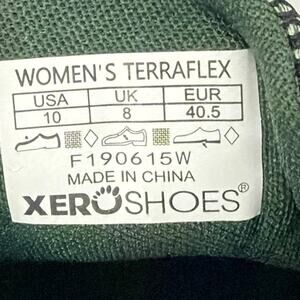 WOMEN'S TERRAFLEX
USA UK EUR
10 8 40.5
F190615W
MADE IN CHINA
XEROSHOES®